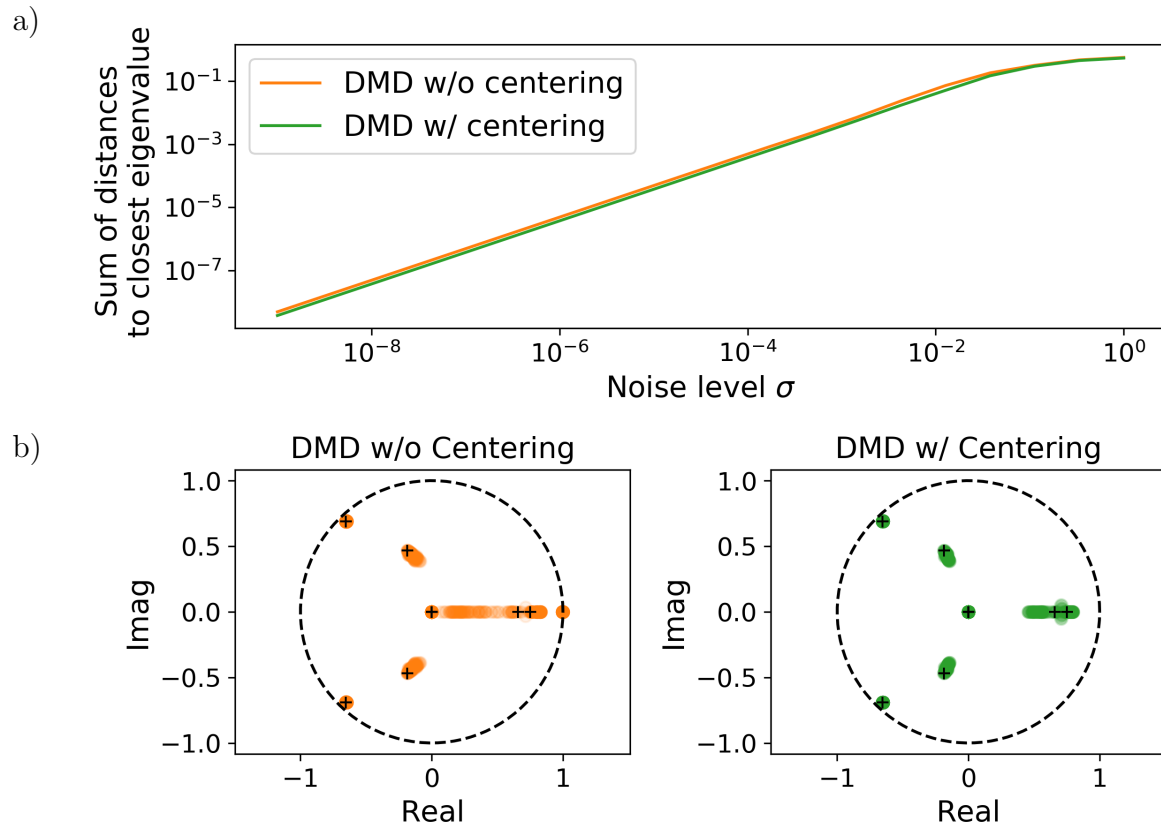 a)
Sum of distances
to closest eigenvalue
10⁻¹
10⁻³
10⁻⁵
10⁻⁷
DMD w/o centering
DMD w/ centering
10⁻⁸ 10⁻⁶ 10⁻⁴ 10⁻² 10⁰
Noise level σ
b)
DMD w/o Centering
Imag
1.0
0.5
0.0
−0.5
−1.0
−1 0 1
Real
DMD w/ Centering
Imag
1.0
0.5
0.0
−0.5
−1.0
−1 0 1
Real